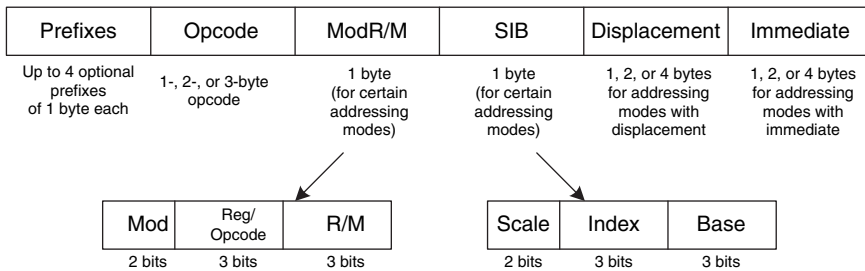 Prefixes Opcode ModR/M SIB Displacement Immediate
Up to 4 optional
prefixes
of 1 byte each
1-, 2-, or 3-byte
opcode
1 byte
(for certain
addressing
modes)
1 byte
(for certain
addressing
modes)
1, 2, or 4 bytes
for addressing
modes with
displacement
1, 2, or 4 bytes
for addressing
modes with
immediate
Mod Reg/
Opcode R/M
2 bits 3 bits 3 bits
Scale Index Base
2 bits 3 bits 3 bits